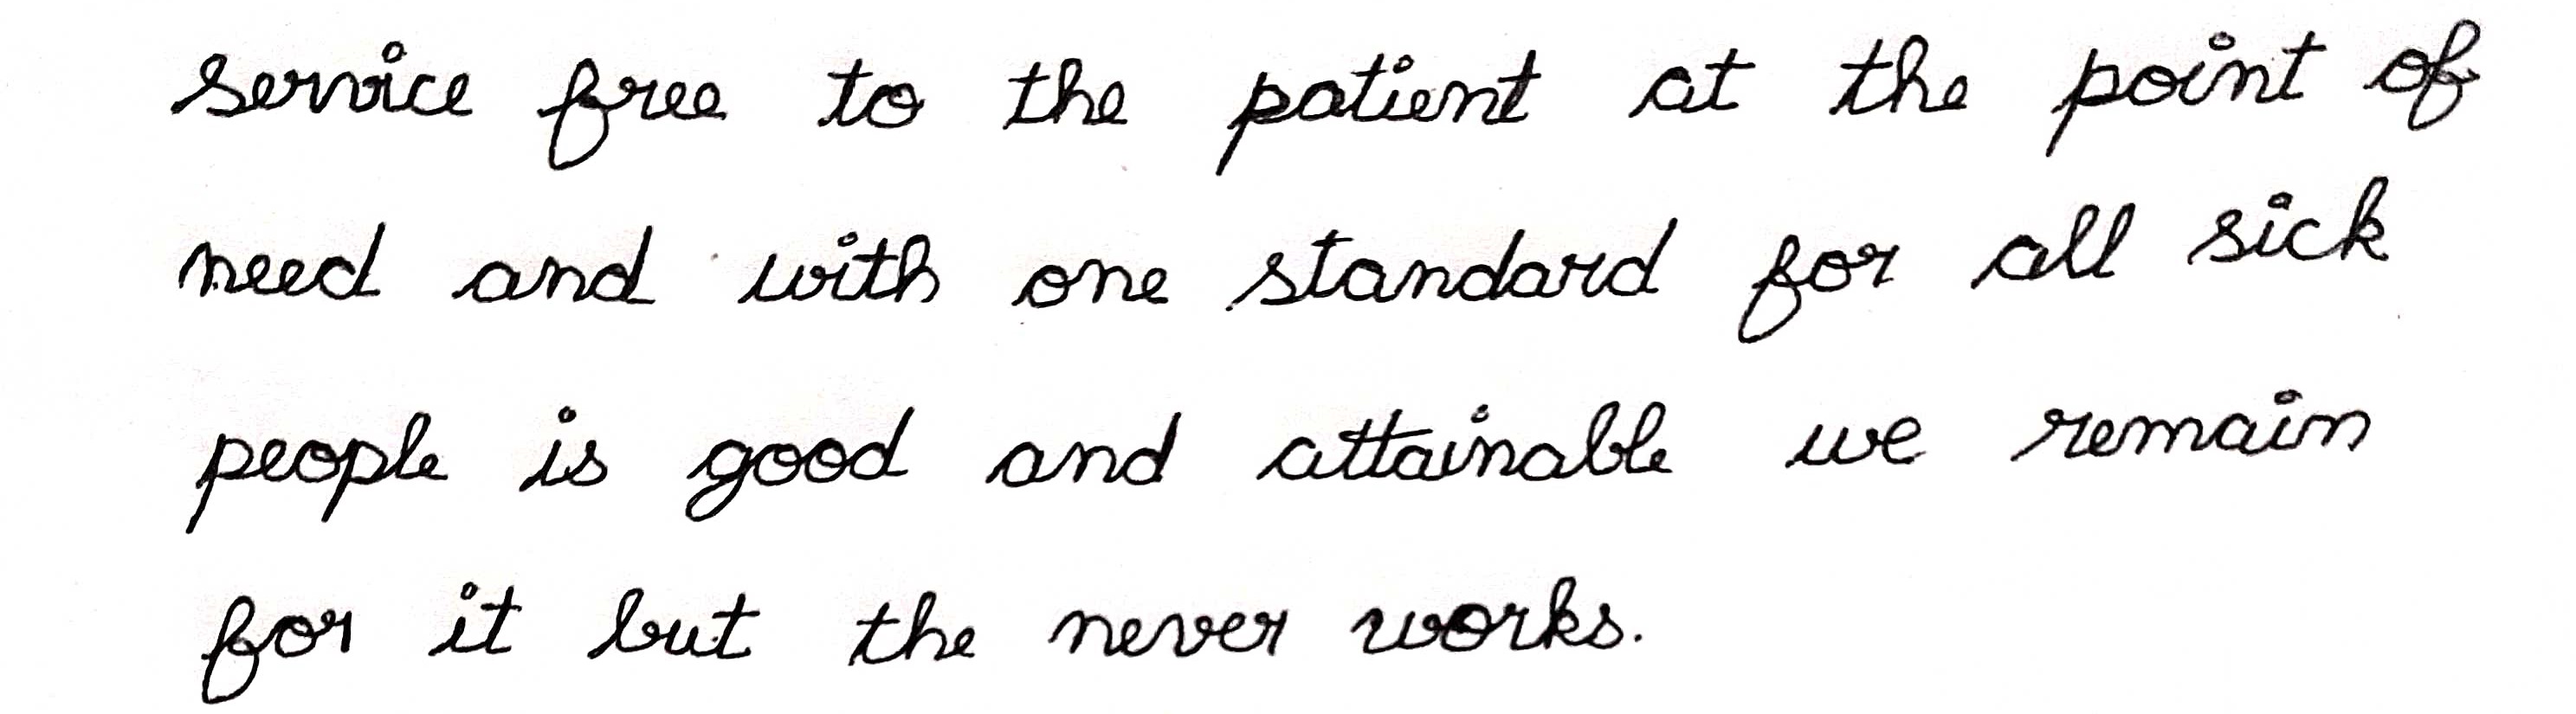 service free to the patient at the point of
need and with one standard for all sick
people is good and attainable we remain
for it but the never works.